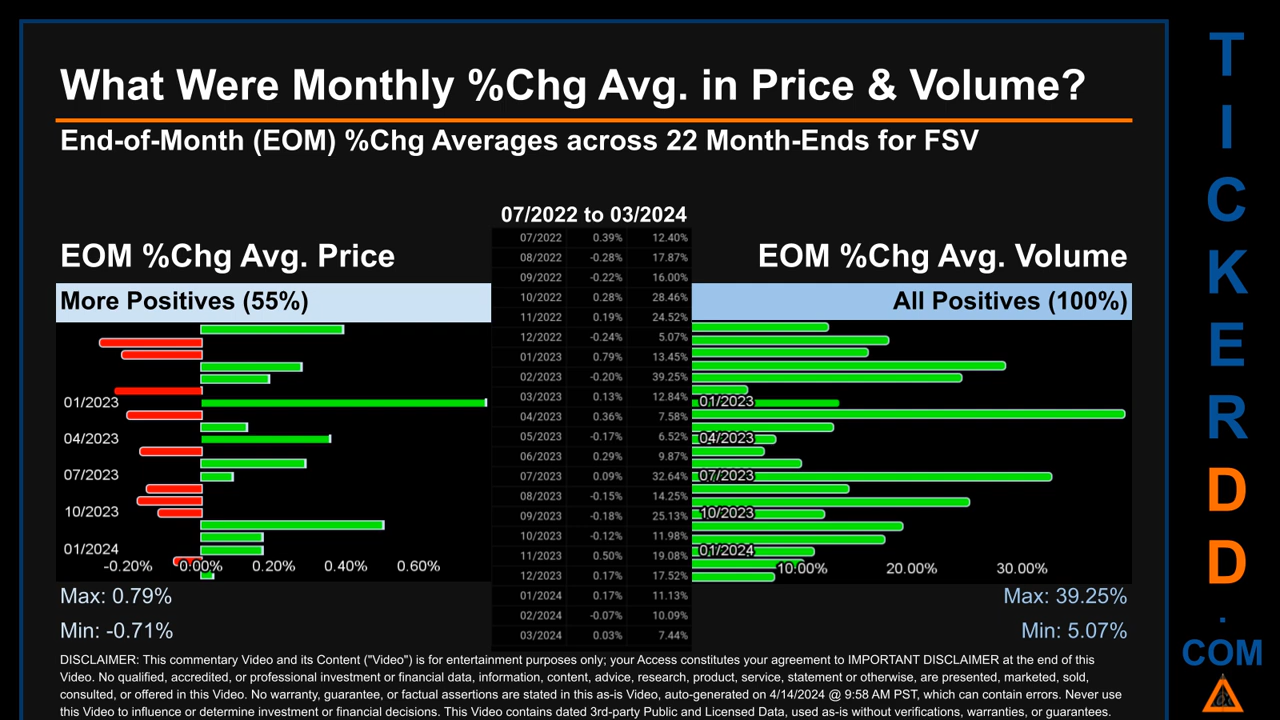 What Were Monthly %Chg Avg. in Price & Volume?
End-of-Month (EOM) %Chg Averages across 22 Month-Ends for FSV
07/2022 to 03/2024
EOM %Chg Avg. Price
EOM %Chg Avg. Volume
More Positives (55%)
All Positives (100%)
07/2022 0.39% 12.40%
08/2022 -0.28% 17.87%
09/2022 -0.22% 16.00%
10/2022 0.28% 28.46%
11/2022 0.19% 24.52%
12/2022 -0.24% 5.07%
01/2023 0.79% 13.45%
02/2023 -0.20% 39.25%
03/2023 0.13% 12.84%
04/2023 0.36% 7.58%
05/2023 -0.17% 6.52%
06/2023 0.29% 9.87%
07/2023 0.09% 32.64%
08/2023 -0.15% 14.25%
09/2023 -0.18% 25.13%
10/2023 -0.12% 11.98%
11/2023 0.50% 19.08%
12/2023 0.17% 17.52%
01/2024 0.17% 11.13%
02/2024 -0.07% 10.09%
03/2024 0.03% 7.44%
01/2023
04/2023
07/2023
10/2023
01/2024
-0.20% 0.00% 0.20% 0.40% 0.60%
01/2023
04/2023
07/2023
10/2023
01/2024
10.00% 20.00% 30.00%
Max: 0.79%
Min: -0.71%
Max: 39.25%
Min: 5.07%
DISCLAIMER: This commentary Video and its Content ("Video") is for entertainment purposes only; your Access constitutes your agreement to IMPORTANT DISCLAIMER at the end of this
Video. No qualified, accredited, or professional investment or financial data, information, content, advice, research, product, service, statement or otherwise, are presented, marketed, sold,
consulted, or offered in this Video. No warranty, guarantee, or factual assertions are stated in this as-is Video, auto-generated on 4/14/2024 @ 9:58 AM PST, which can contain errors. Never use
this Video to influence or determine investment or financial decisions. This Video contains dated 3rd-party Public and Licensed Data, used as-is without verifications, warranties, or guarantees.
T
I
C
K
E
R
D
D
.
COM